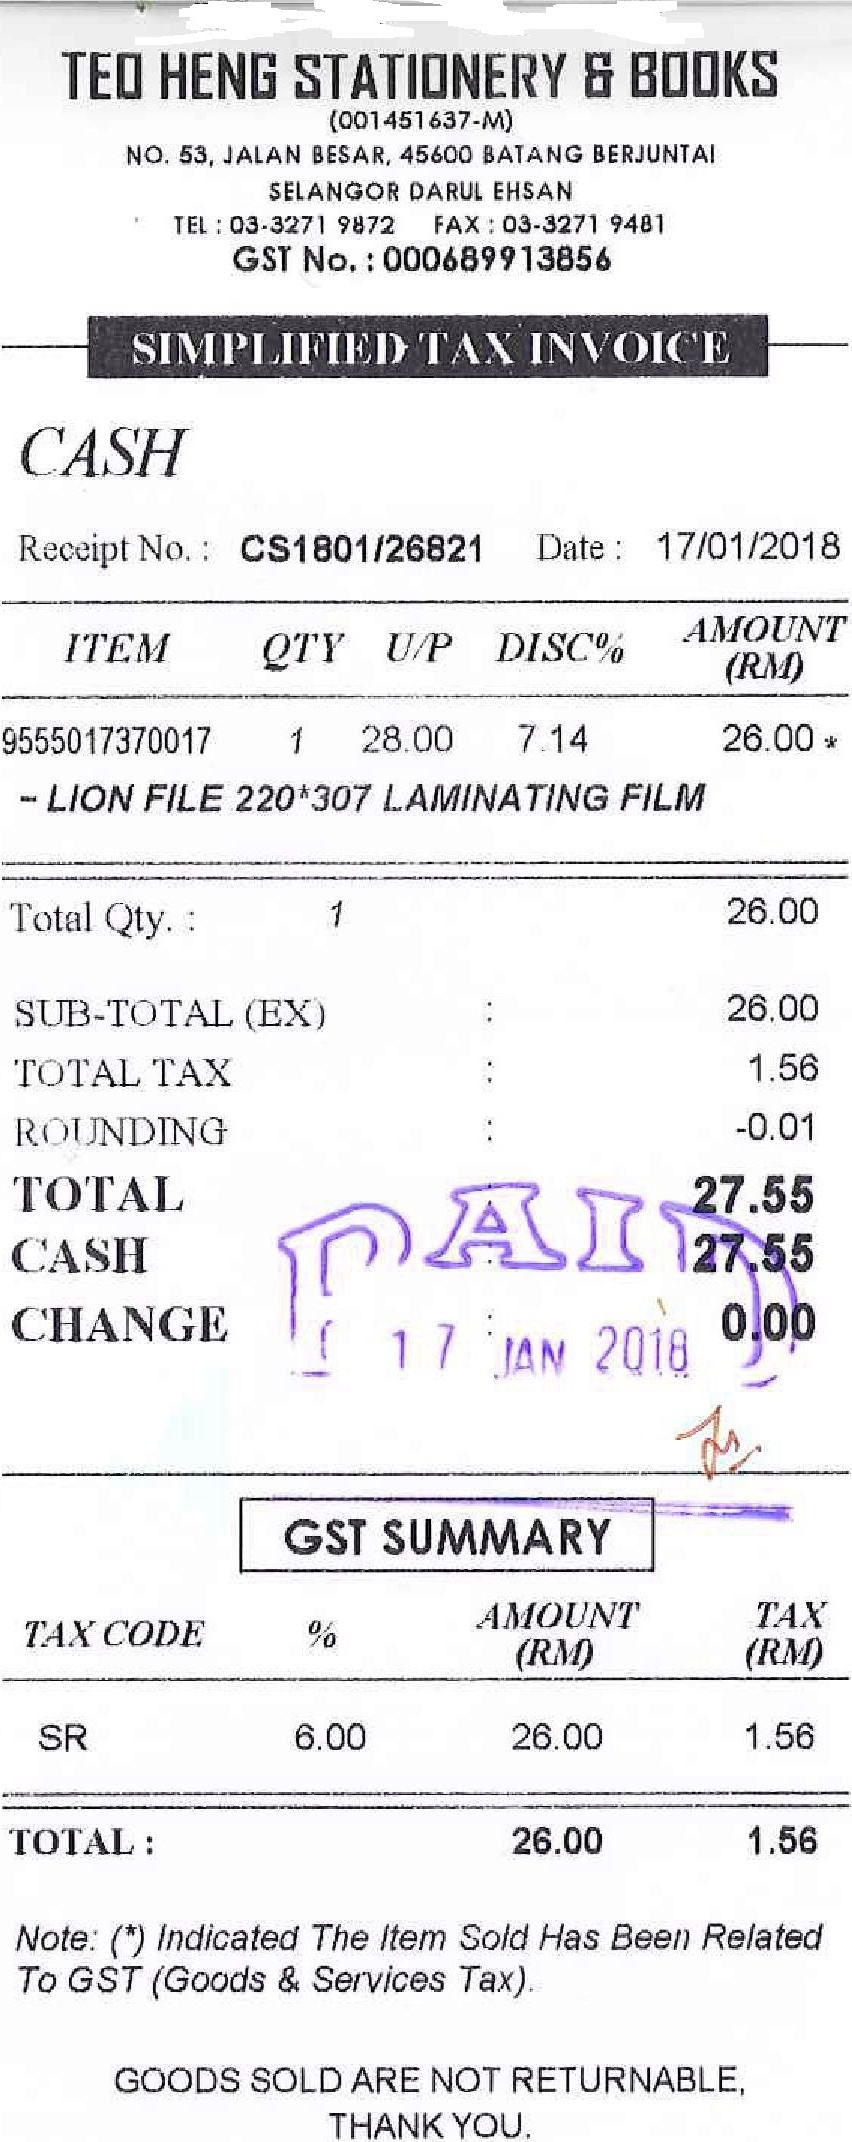 TEO HENG STATIONERY & BOOKS
(001451637-M)
NO. 53, JALAN BESAR, 45600 BATANG BERJUNTAI
SELANGOR DARUL EHSAN
TEL : 03-3271 9872 FAX : 03-3271 9481
GST No. : 000689913856
SIMPLIFIED TAX INVOICE
CASH
Receipt No. : CS1801/26821 Date : 17/01/2018
ITEM QTY U/P DISC% AMOUNT (RM)
9555017370017 1 28.00 7.14 26.00 *
- LION FILE 220*307 LAMINATING FILM
Total Qty. : 1 26.00
SUB-TOTAL (EX) : 26.00
TOTAL TAX : 1.56
ROUNDING : -0.01
TOTAL : 27.55
CASH : 27.55
CHANGE : 0.00
PAID
17 JAN 2018
GST SUMMARY
TAX CODE % AMOUNT (RM) TAX (RM)
SR 6.00 26.00 1.56
TOTAL : 26.00 1.56
Note: (*) Indicated The Item Sold Has Been Related
To GST (Goods & Services Tax).
GOODS SOLD ARE NOT RETURNABLE,
THANK YOU.